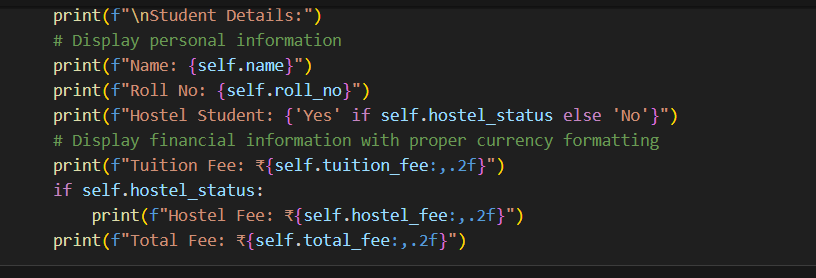 print(f"\nStudent Details:")
# Display personal information
print(f"Name: {self.name}")
print(f"Roll No: {self.roll_no}")
print(f"Hostel Student: {'Yes' if self.hostel_status else 'No'}")
# Display financial information with proper currency formatting
print(f"Tuition Fee: ₹{self.tuition_fee:,.2f}")
if self.hostel_status:
    print(f"Hostel Fee: ₹{self.hostel_fee:,.2f}")
print(f"Total Fee: ₹{self.total_fee:,.2f}")